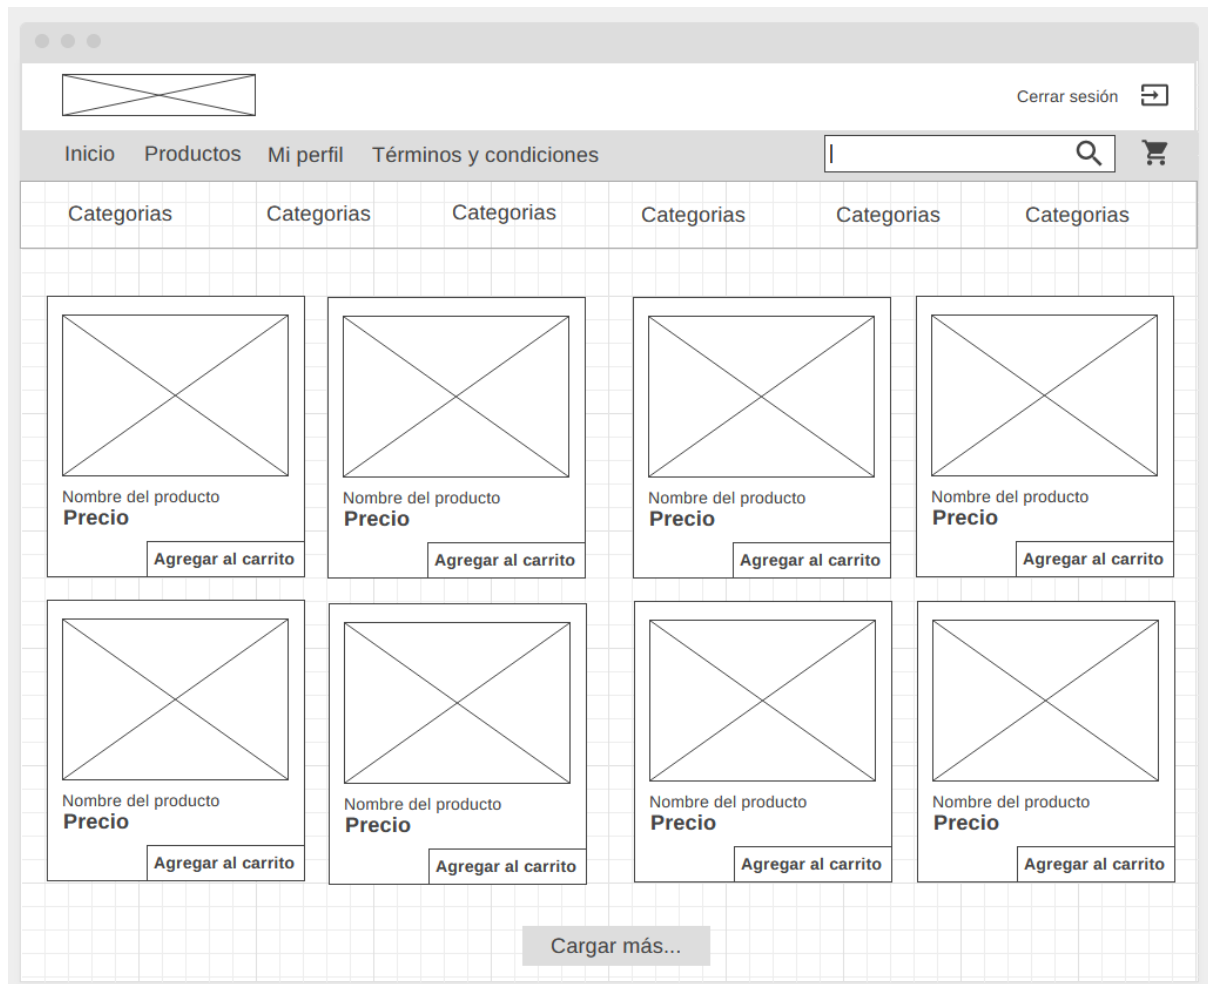 Cerrar sesión
Inicio Productos Mi perfil Términos y condiciones
Categorias Categorias Categorias Categorias Categorias Categorias
Nombre del producto Nombre del producto Nombre del producto Nombre del producto
Precio Precio Precio Precio
Agregar al carrito Agregar al carrito Agregar al carrito Agregar al carrito
Nombre del producto Nombre del producto Nombre del producto Nombre del producto
Precio Precio Precio Precio
Agregar al carrito Agregar al carrito Agregar al carrito Agregar al carrito
Cargar más...